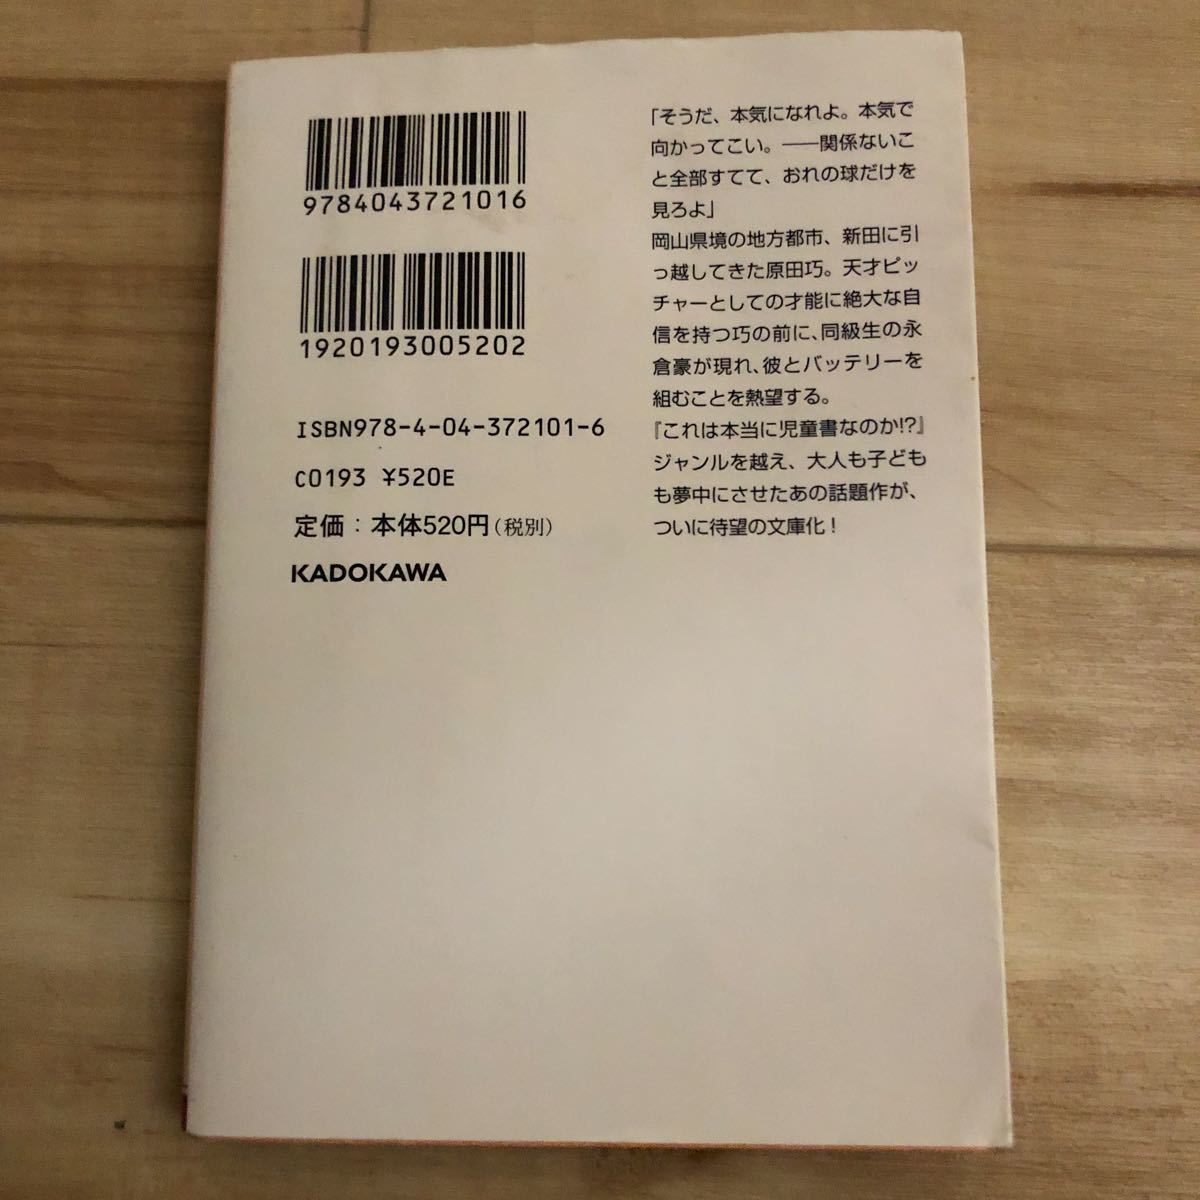 9784043721016
1920193005202
ISBN978-4-04-372101-6
C0193 ¥520E
定価：本体520円（税別）
KADOKAWA
「そうだ、本気になれよ。本気で
向かってこい。――関係ないこ
と全部すてて、おれの球だけを
見ろよ」
岡山県境の地方都市、新田に引
っ越してきた原田巧。天才ピッ
チャーとしての才能に絶大な自
信を持つ巧の前に、同級生の永
倉豪が現れ、彼とバッテリーを
組むことを熱望する。
『これは本当に児童書なのか!?』
ジャンルを越え、大人も子ども
も夢中にさせたあの話題作が、
ついに待望の文庫化！